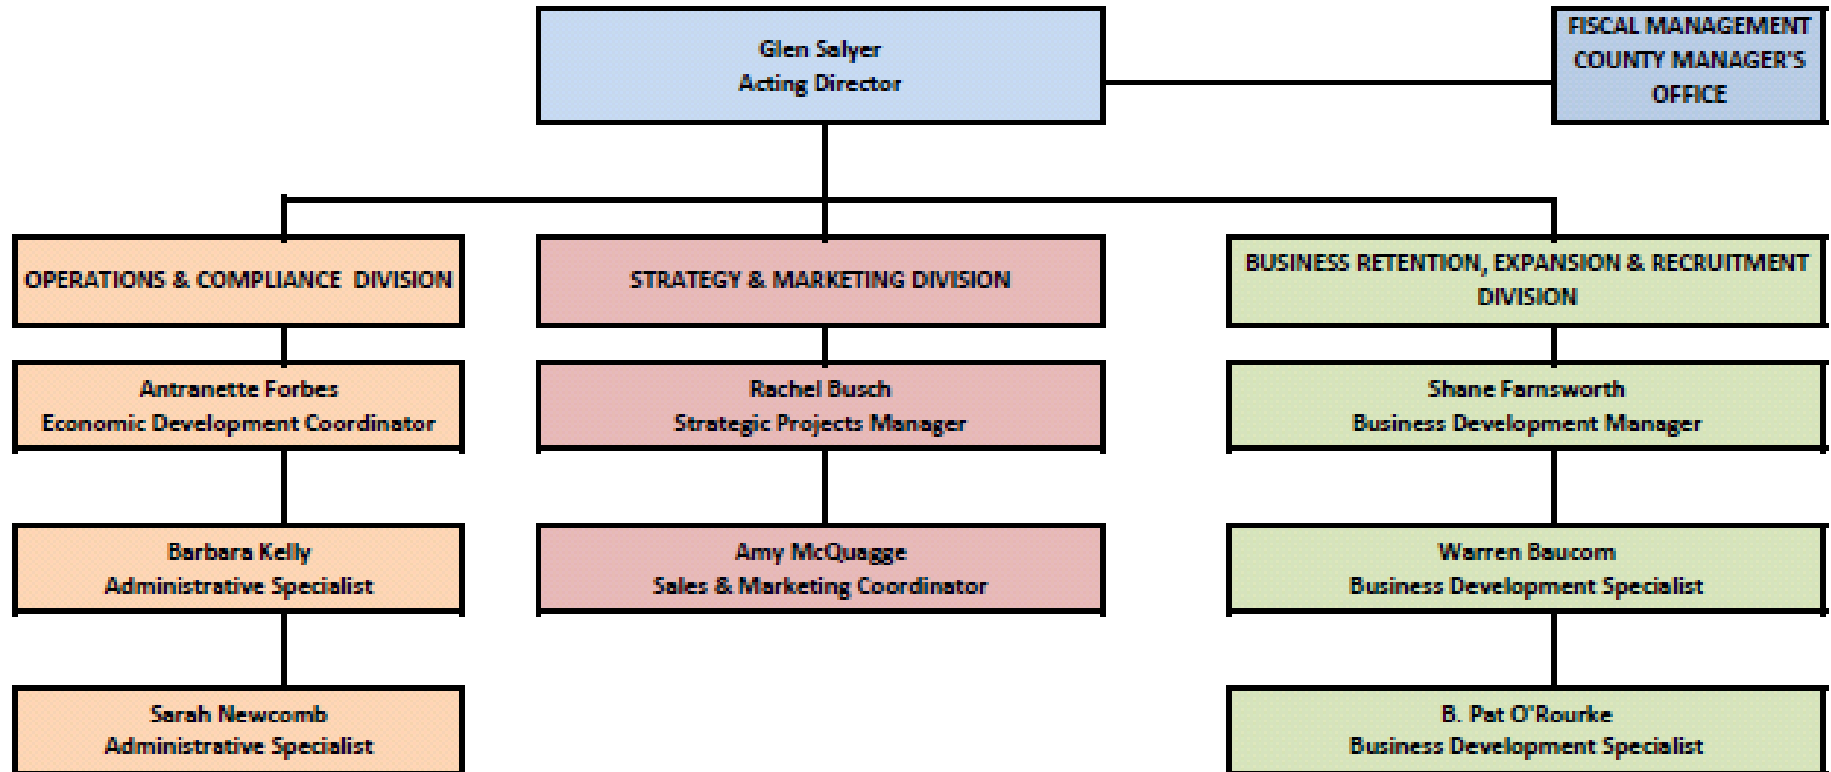 Glen Salyer
Acting Director
FISCAL MANAGEMENT
COUNTY MANAGER'S
OFFICE
OPERATIONS & COMPLIANCE DIVISION
STRATEGY & MARKETING DIVISION
BUSINESS RETENTION, EXPANSION & RECRUITMENT
DIVISION
Antranette Forbes
Economic Development Coordinator
Rachel Busch
Strategic Projects Manager
Shane Farnsworth
Business Development Manager
Barbara Kelly
Administrative Specialist
Amy McQuagge
Sales & Marketing Coordinator
Warren Baucom
Business Development Specialist
Sarah Newcomb
Administrative Specialist
B. Pat O'Rourke
Business Development Specialist